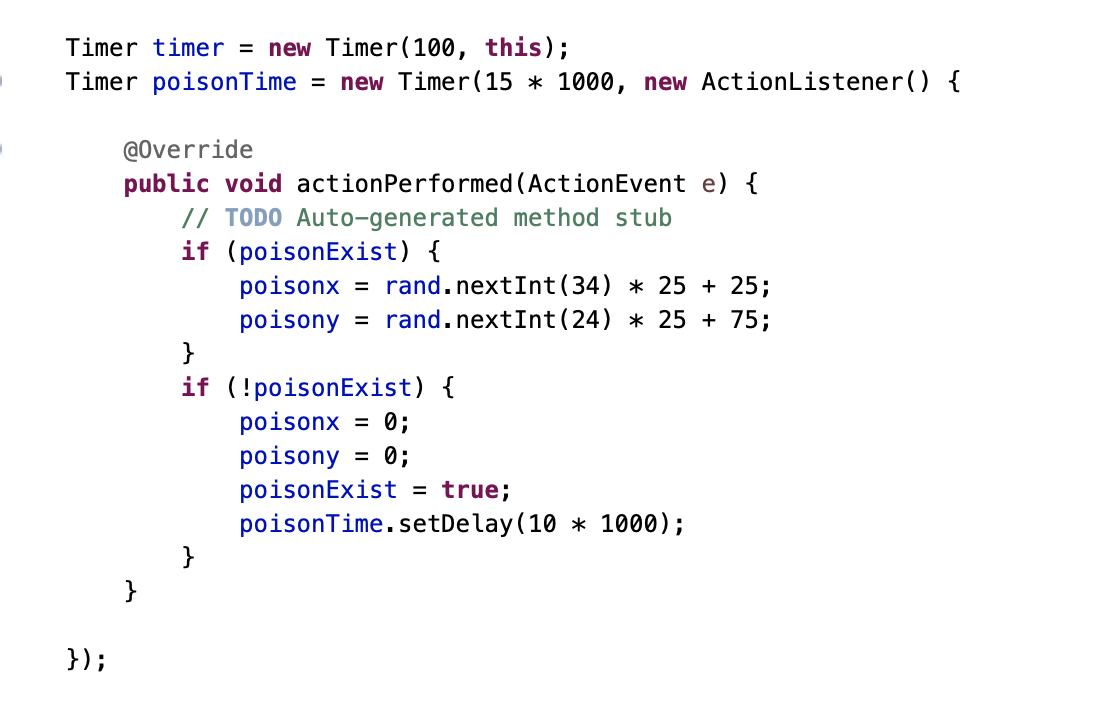 Timer timer = new Timer(100, this);
Timer poisonTime = new Timer(15 * 1000, new ActionListener() {
@Override
public void actionPerformed(ActionEvent e) {
// TODO Auto-generated method stub
if (poisonExist) {
poisonx = rand.nextInt(34) * 25 + 25;
poisony = rand.nextInt(24) * 25 + 75;
}
if (!poisonExist) {
poisonx = 0;
poisony = 0;
poisonExist = true;
poisonTime.setDelay(10 * 1000);
}
}
});